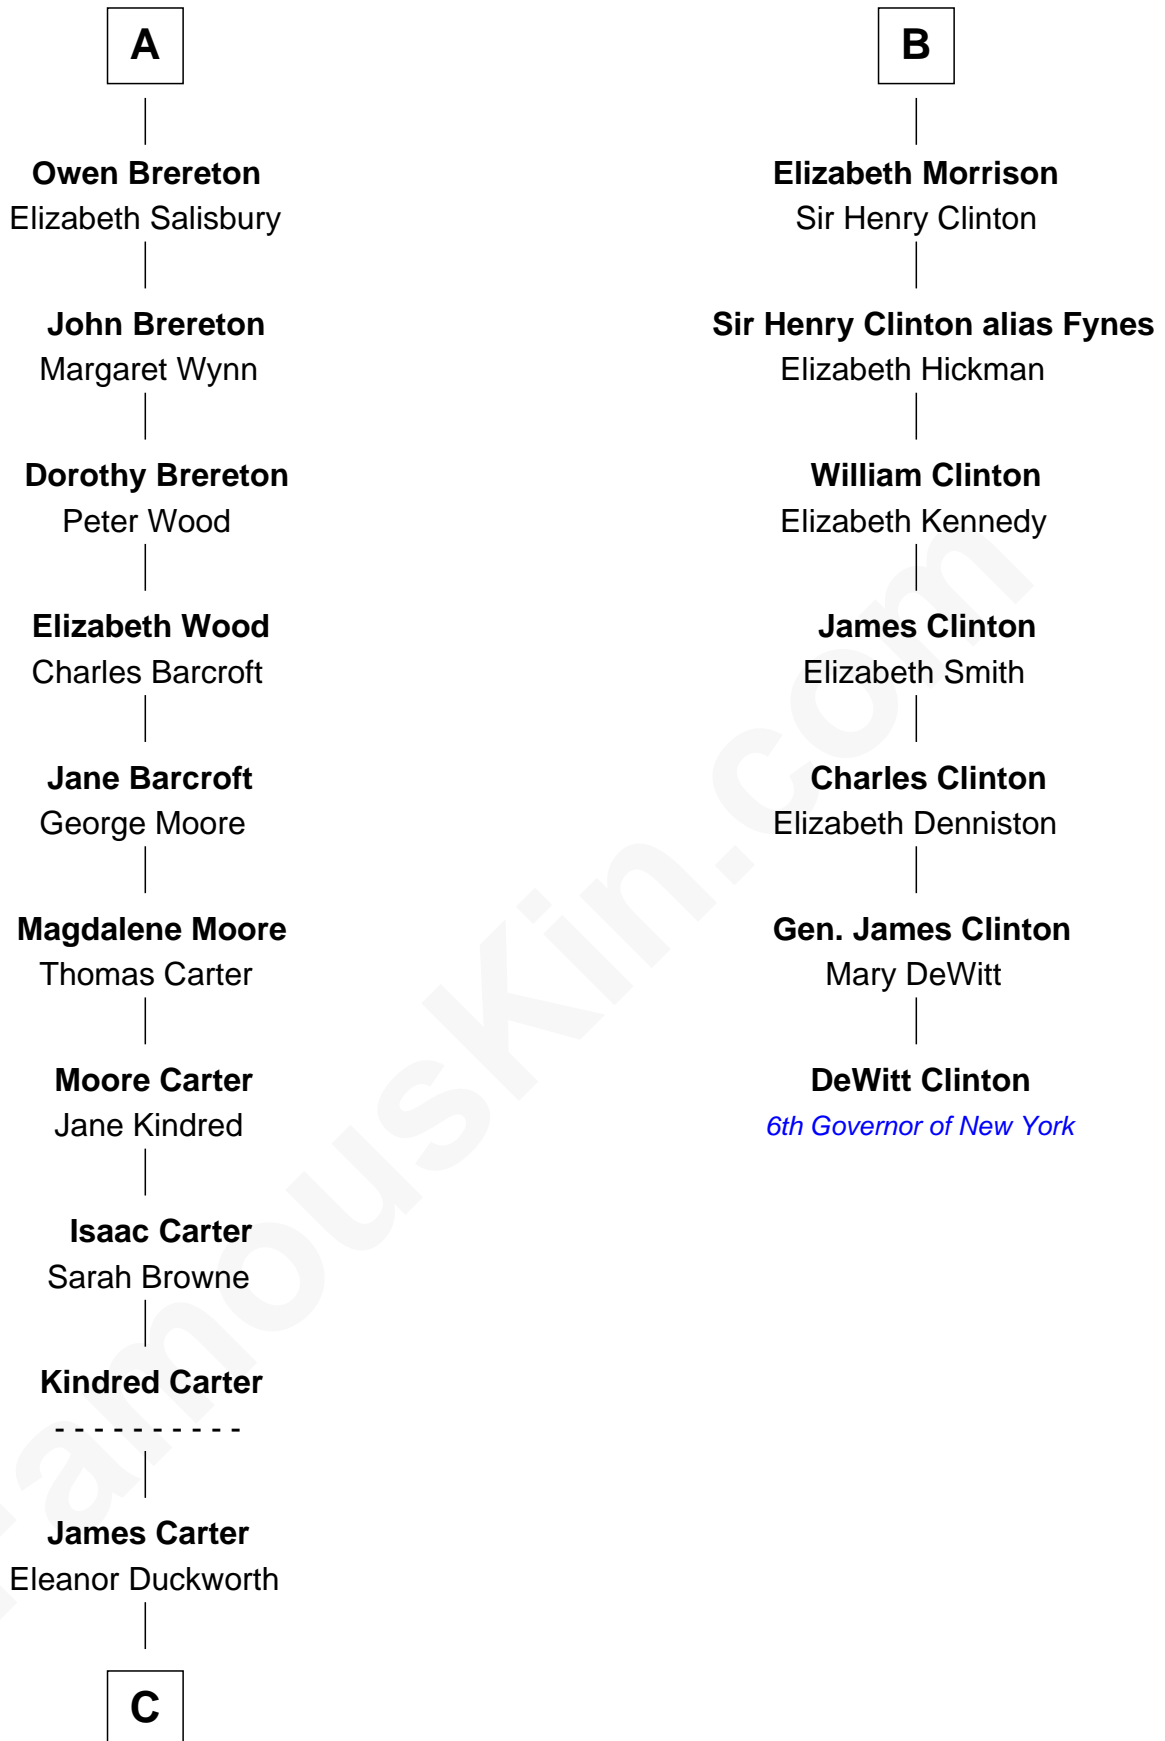 A
Owen Brereton
Elizabeth Salisbury
John Brereton
Margaret Wynn
Dorothy Brereton
Peter Wood
Elizabeth Wood
Charles Barcroft
Jane Barcroft
George Moore
Magdalene Moore
Thomas Carter
Moore Carter
Jane Kindred
Isaac Carter
Sarah Browne
Kindred Carter
- - - - - - - - - -
James Carter
Eleanor Duckworth
C
B
Elizabeth Morrison
Sir Henry Clinton
Sir Henry Clinton alias Fynes
Elizabeth Hickman
William Clinton
Elizabeth Kennedy
James Clinton
Elizabeth Smith
Charles Clinton
Elizabeth Denniston
Gen. James Clinton
Mary DeWitt
DeWitt Clinton
6th Governor of New York
FamousKin.com